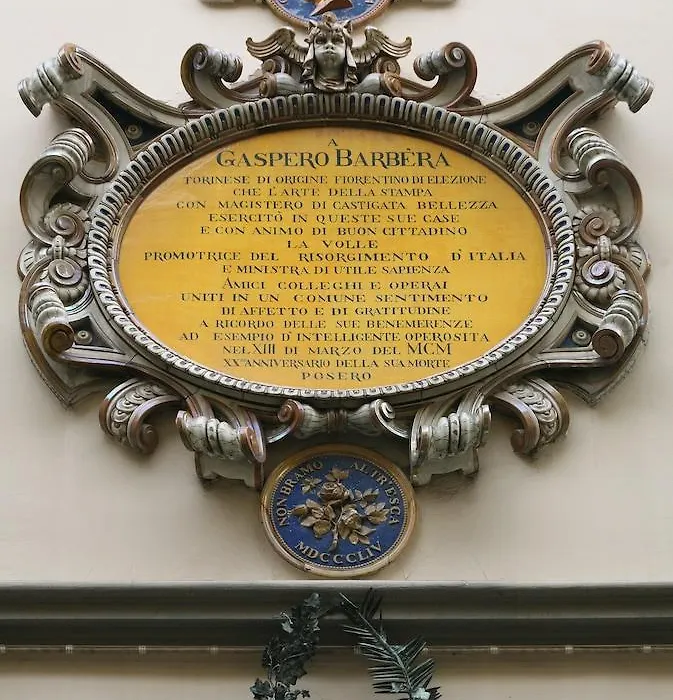 A
GASPERO BARBÈRA
TORINESE DI ORIGINE FIORENTINO DI ELEZIONE
CHE L'ARTE DELLA STAMPA
CON MAGISTERO DI CASTIGATA BELLEZZA
ESERCITÒ IN QUESTE SUE CASE
E CON ANIMO DI BUON CITTADINO
LA VOLLE
PROMOTRICE DEL RISORGIMENTO D'ITALIA
E MINISTRA DI UTILE SAPIENZA
AMICI COLLEGHI E OPERAI
UNITI IN UN COMUNE SENTIMENTO
DI AFFETTO E DI GRATITUDINE
A RICORDO DELLE SUE BENEMERENZE
AD ESEMPIO D'INTELLIGENTE OPEROSITA
NEL XIII DI MARZO DEL MCM
XXmo ANNIVERSARIO DELLA SUA MORTE
POSERO
NON BRAMO ALTR'ESCA
MDCCCLIV